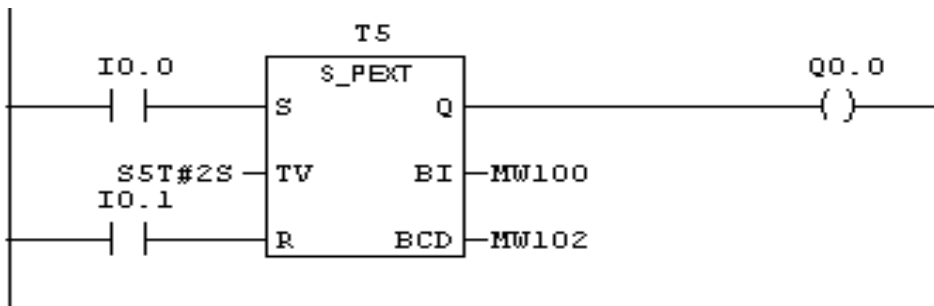 T5
I0.0
S_PEXT
Q0.0
S
Q
S5T#2S
TV
BI
MW100
I0.1
R
BCD
MW102